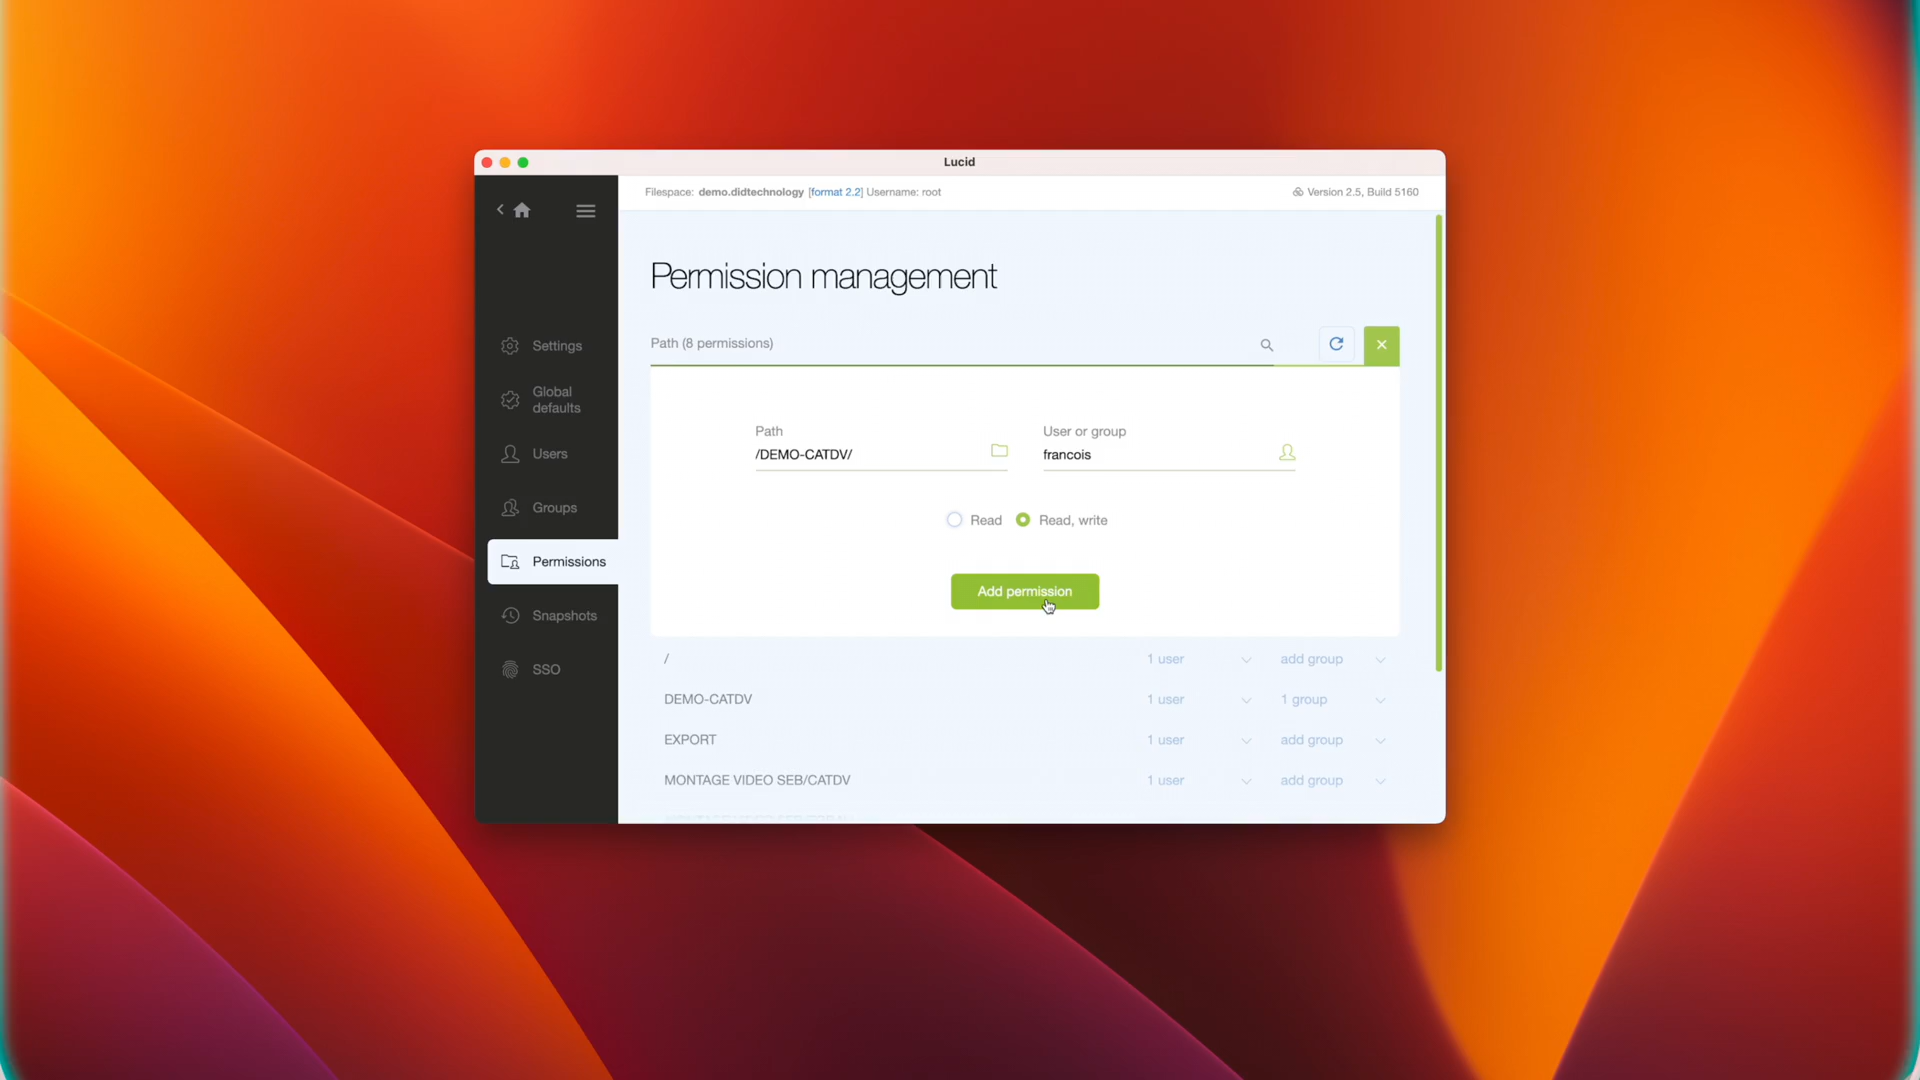 Lucid
Filespace: demo.didtechnology [format 2.2] Username: root
Version 2.5, Build 5160
Settings
Global
defaults
Users
Groups
Permissions
Snapshots
SSO
Permission management
Path (8 permissions)
Path
/DEMO-CATDV/
User or group
francois
Read
Read, write
Add permission
/ 1 user add group
DEMO-CATDV 1 user 1 group
EXPORT 1 user add group
MONTAGE VIDEO SEB/CATDV 1 user add group